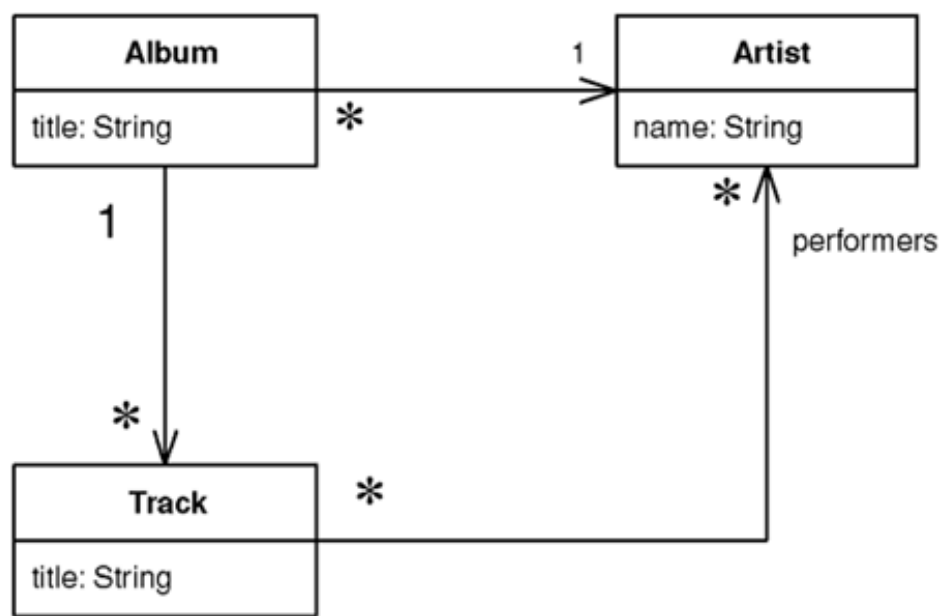 Album
title: String
*
1
Artist
name: String
1
*
performers
*
Track
title: String
*